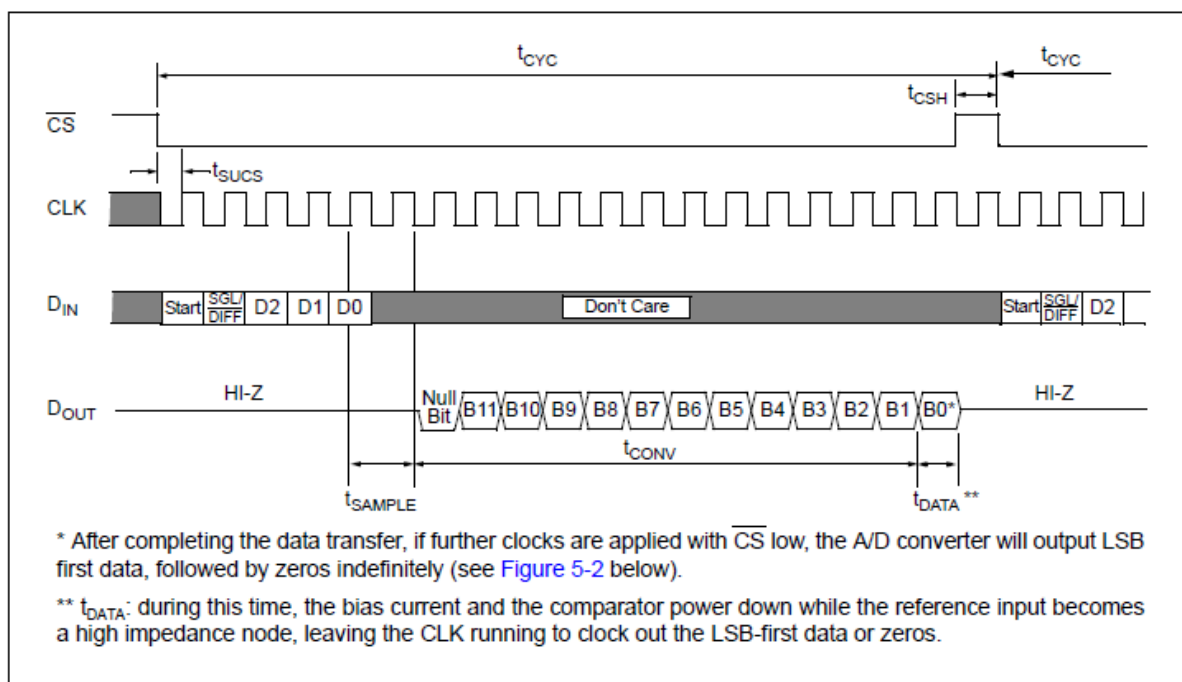 tCYC tCYC
tCSH
CS
tSUCS
CLK
DIN Start SGL/DIFF D2 D1 D0 Don't Care Start SGL/DIFF D2
DOUT HI-Z Null Bit B11 B10 B9 B8 B7 B6 B5 B4 B3 B2 B1 B0* HI-Z
tCONV
tSAMPLE tDATA **
* After completing the data transfer, if further clocks are applied with CS low, the A/D converter will output LSB
first data, followed by zeros indefinitely (see Figure 5-2 below).
** tDATA: during this time, the bias current and the comparator power down while the reference input becomes
a high impedance node, leaving the CLK running to clock out the LSB-first data or zeros.